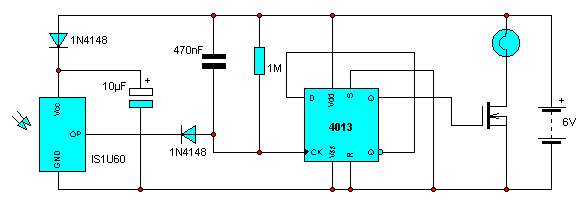 1N4148
470nF
1M
10µF
+
Vcc
OP
GND
IS1U60
1N4148
D
Vdd
S
Q
4013
CK
Vss
R
Q
+
6V